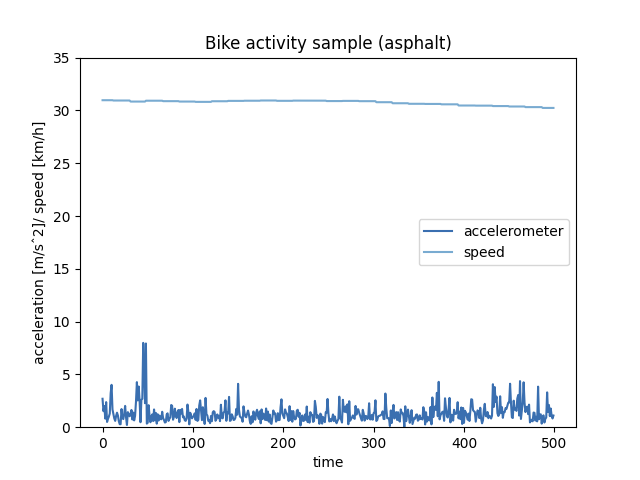 Bike activity sample (asphalt)
35
30
25
20
15
10
5
0
acceleration [m/s^2]/ speed [km/h]
accelerometer
speed
0 100 200 300 400 500
time